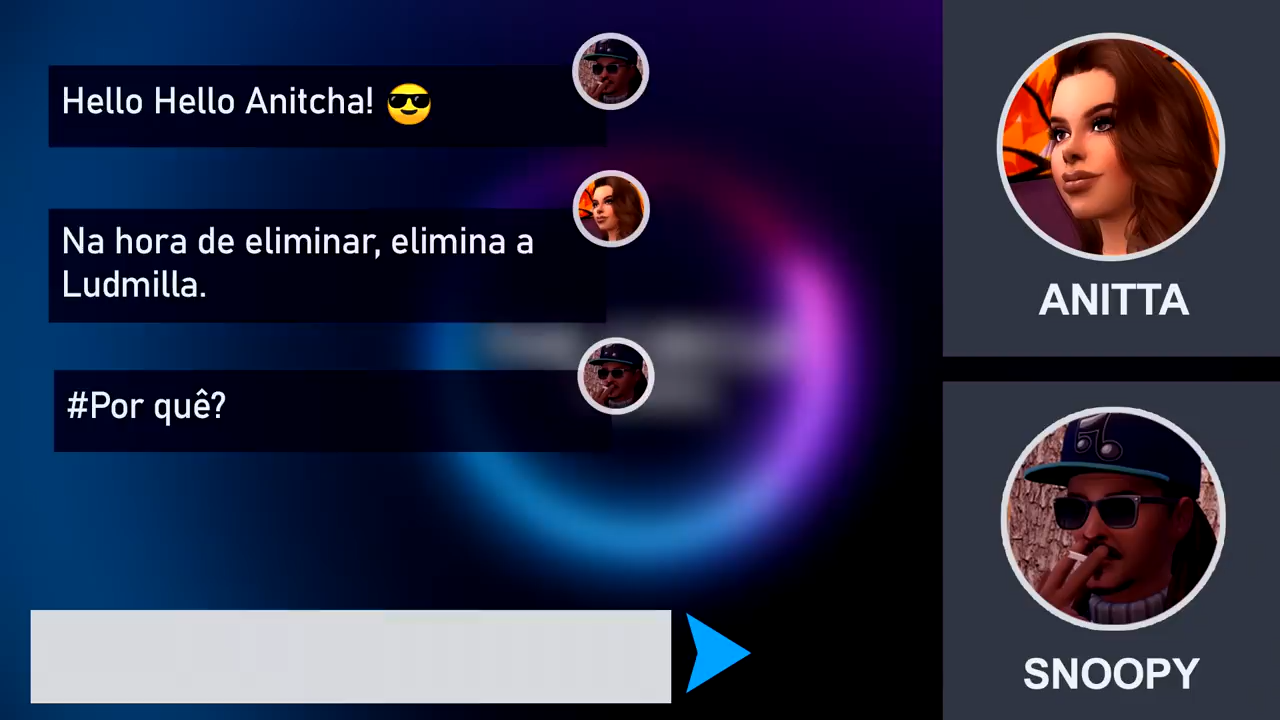 Hello Hello Anitcha! 😎
Na hora de eliminar, elimina a
Ludmilla.
#Por quê?
ANITTA
SNOOPY